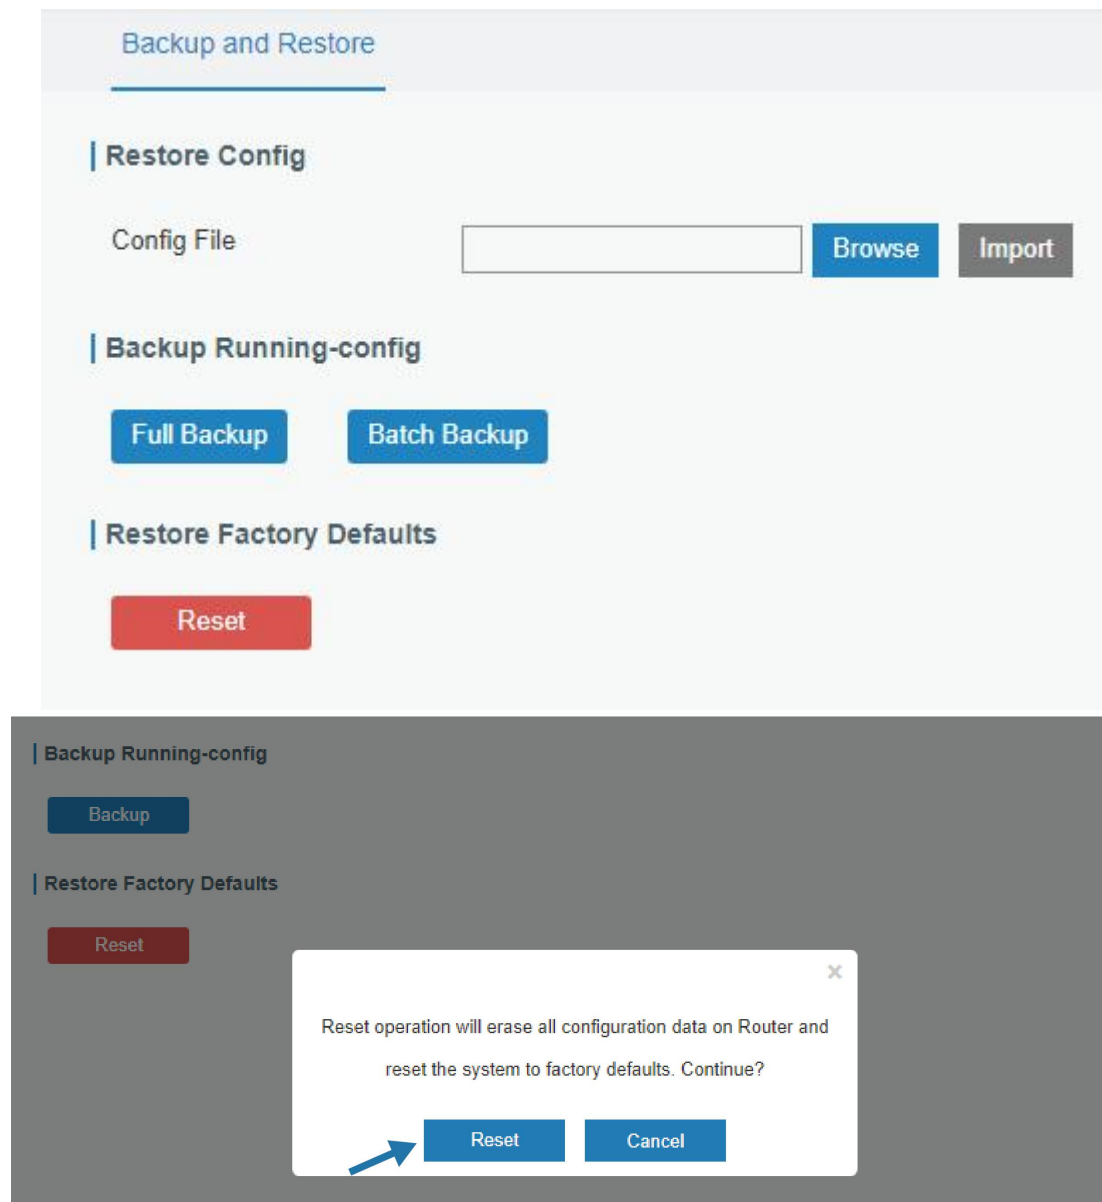 Backup and Restore
Restore Config
Config File
Browse
Import
Backup Running-config
Full Backup
Batch Backup
Restore Factory Defaults
Reset
Backup Running-config
Backup
Restore Factory Defaults
Reset
×
Reset operation will erase all configuration data on Router and
reset the system to factory defaults. Continue?
Reset
Cancel